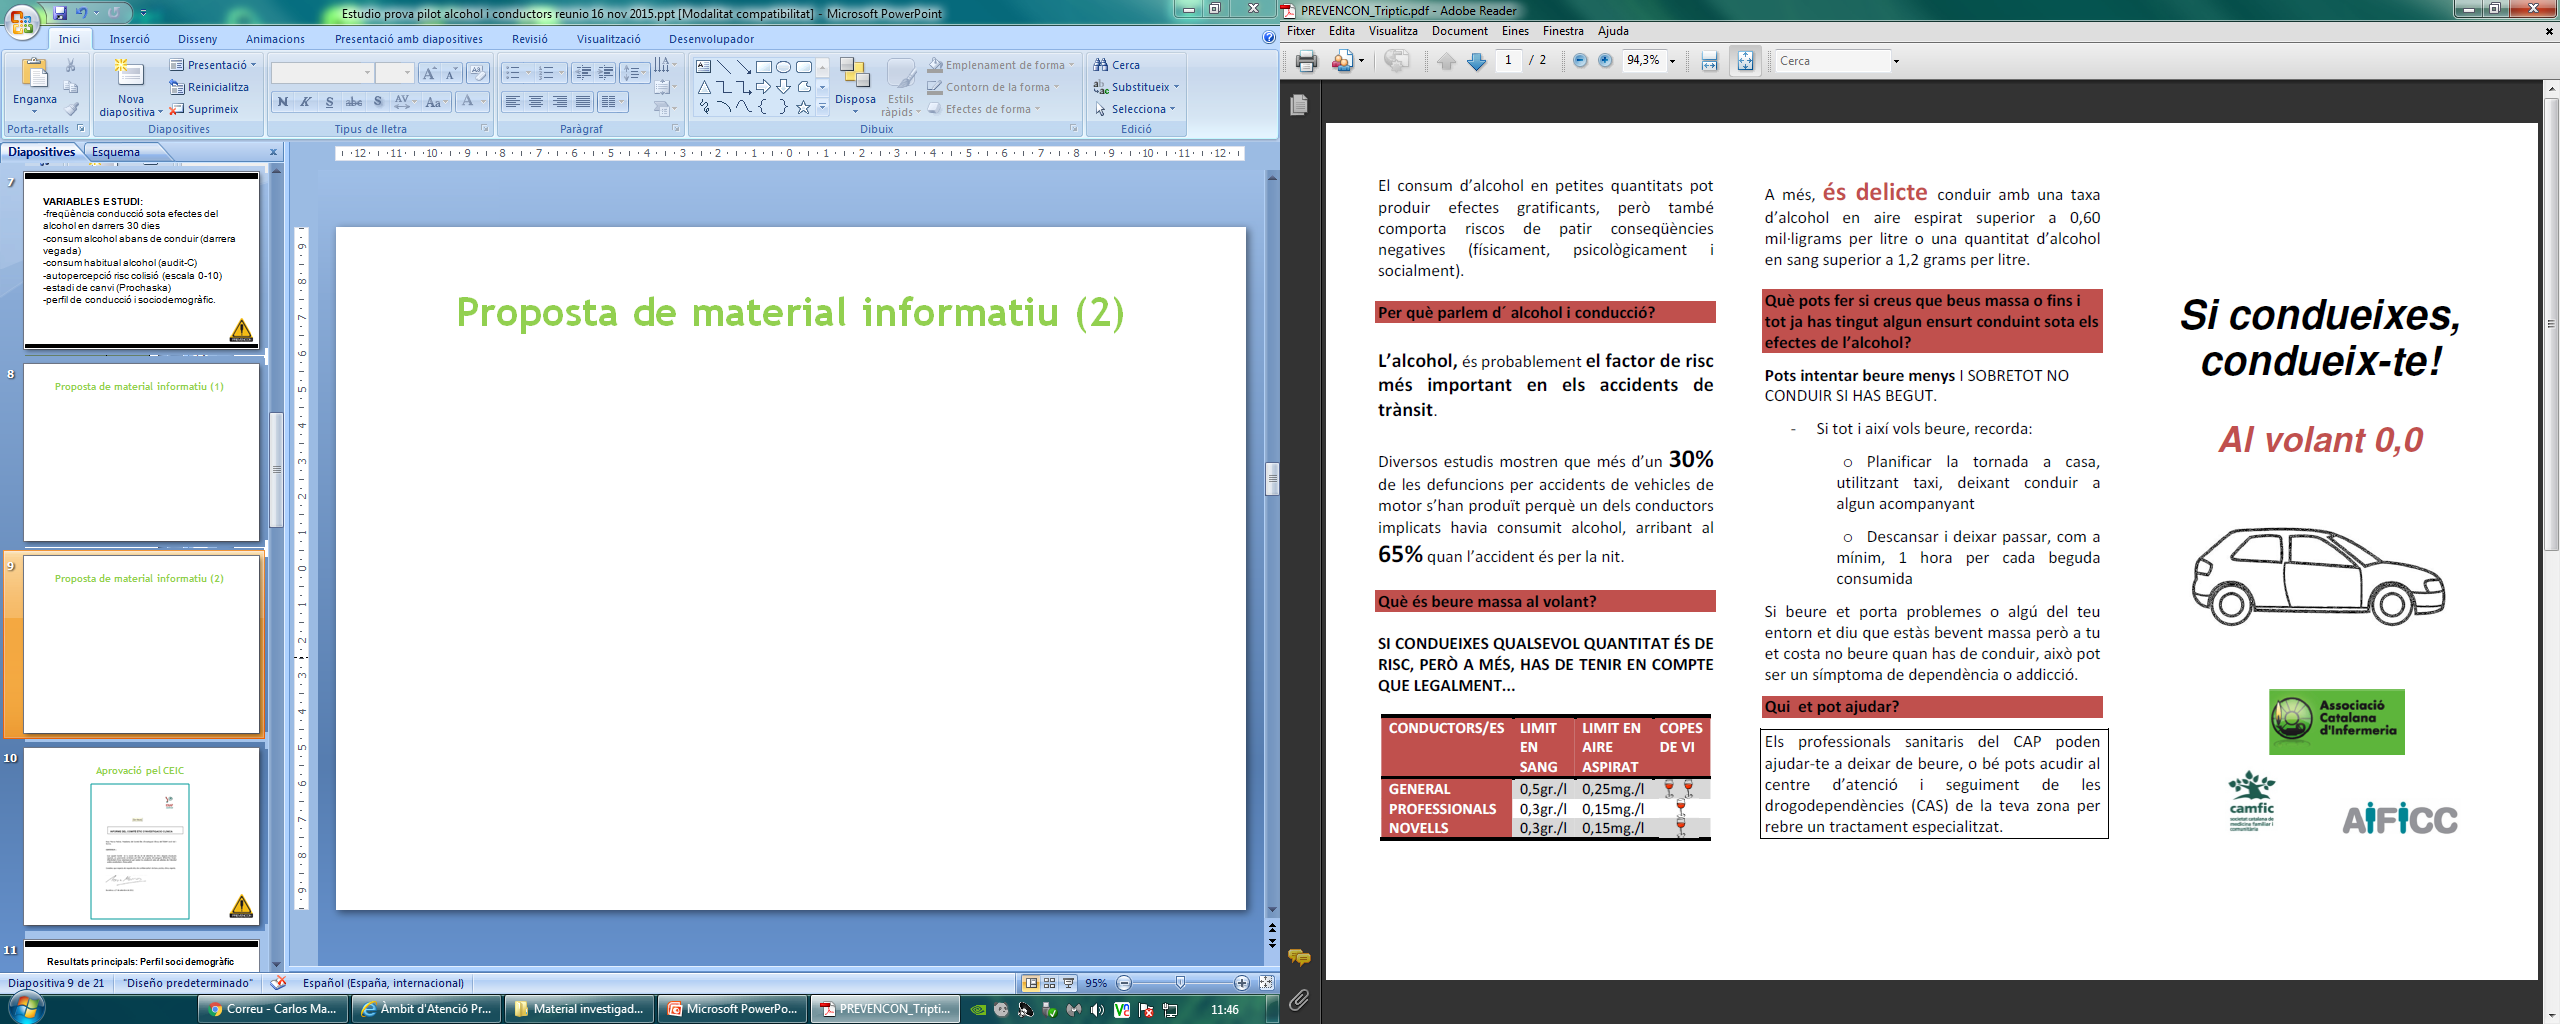 Estudio prova pilot alcohol i conductors reunio 16 nov 2015.ppt [Modalitat compatibilitat] - Microsoft PowerPoint
Inici Inserció Disseny Animacions Presentació amb diapositives Revisió Visualització Desenvolupador
Enganxa
Nova diapositiva
Presentació
Reinicialitza
Suprimeix
Disposa
Estils ràpids
Emplenament de forma
Contorn de la forma
Efectes de forma
Cerca
Substitueix
Selecciona
Porta-retalls Diapositives Tipus de lletra Paràgraf Dibuix Edició
Diapositives Esquema
7
VARIABLES ESTUDI:
-freqüència conducció sota efectes del
alcohol en darrers 30 dies
-consum alcohol abans de conduir (darrera
vegada)
-consum habitual alcohol (audit-C)
-autopercepció risc colisió (escala 0-10)
-estadi de canvi (Prochaska)
-perfil de conducció i sociodemogràfic.
8
Proposta de material informatiu (1)
9
Proposta de material informatiu (2)
10
Aprovació pel CEIC
11
Resultats principals: Perfil soci demogràfic
Proposta de material informatiu (2)
Diapositiva 9 de 21 "Diseño predeterminado" Español (España, internacional) 95%
Correu - Carlos Ma... Àmbit d'Atenció Pr... Material investigad... Microsoft PowerPo... PREVENCON_Tripti... 11:46
PREVENCON_Triptic.pdf - Adobe Reader
Fitxer Edita Visualitza Document Eines Finestra Ajuda
1 / 2 94,3% Cerca
El consum d'alcohol en petites quantitats pot
produir efectes gratificants, però també
comporta riscos de patir conseqüències
negatives (físicament, psicològicament i
socialment).
Per què parlem d´ alcohol i conducció?
L'alcohol, és probablement el factor de risc
més important en els accidents de
trànsit.
Diversos estudis mostren que més d'un 30%
de les defuncions per accidents de vehicles de
motor s'han produït perquè un dels conductors
implicats havia consumit alcohol, arribant al
65% quan l'accident és per la nit.
Què és beure massa al volant?
SI CONDUEIXES QUALSEVOL QUANTITAT ÉS DE
RISC, PERÒ A MÉS, HAS DE TENIR EN COMPTE
QUE LEGALMENT...
CONDUCTORS/ES LIMIT EN SANG LIMIT EN AIRE ASPIRAT COPES DE VI
GENERAL 0,5gr./l 0,25mg./l
PROFESSIONALS 0,3gr./l 0,15mg./l
NOVELLS 0,3gr./l 0,15mg./l
A més, és delicte conduir amb una taxa
d'alcohol en aire espirat superior a 0,60
mil·ligrams per litre o una quantitat d'alcohol
en sang superior a 1,2 grams per litre.
Què pots fer si creus que beus massa o fins i
tot ja has tingut algun ensurt conduint sota els
efectes de l'alcohol?
Pots intentar beure menys I SOBRETOT NO
CONDUIR SI HAS BEGUT.
- Si tot i així vols beure, recorda:
o Planificar la tornada a casa,
utilitzant taxi, deixant conduir a
algun acompanyant
o Descansar i deixar passar, com a
mínim, 1 hora per cada beguda
consumida
Si beure et porta problemes o algú del teu
entorn et diu que estàs bevent massa però a tu
et costa no beure quan has de conduir, això pot
ser un símptoma de dependència o addicció.
Qui et pot ajudar?
Els professionals sanitaris del CAP poden
ajudar-te a deixar de beure, o bé pots acudir al
centre d'atenció i seguiment de les
drogodependències (CAS) de la teva zona per
rebre un tractament especialitzat.
Si condueixes,
condueix-te!
Al volant 0,0
Associació
Catalana
d'Infermeria
camfic
societat catalana de
medicina familiar i
comunitària
AIFICC